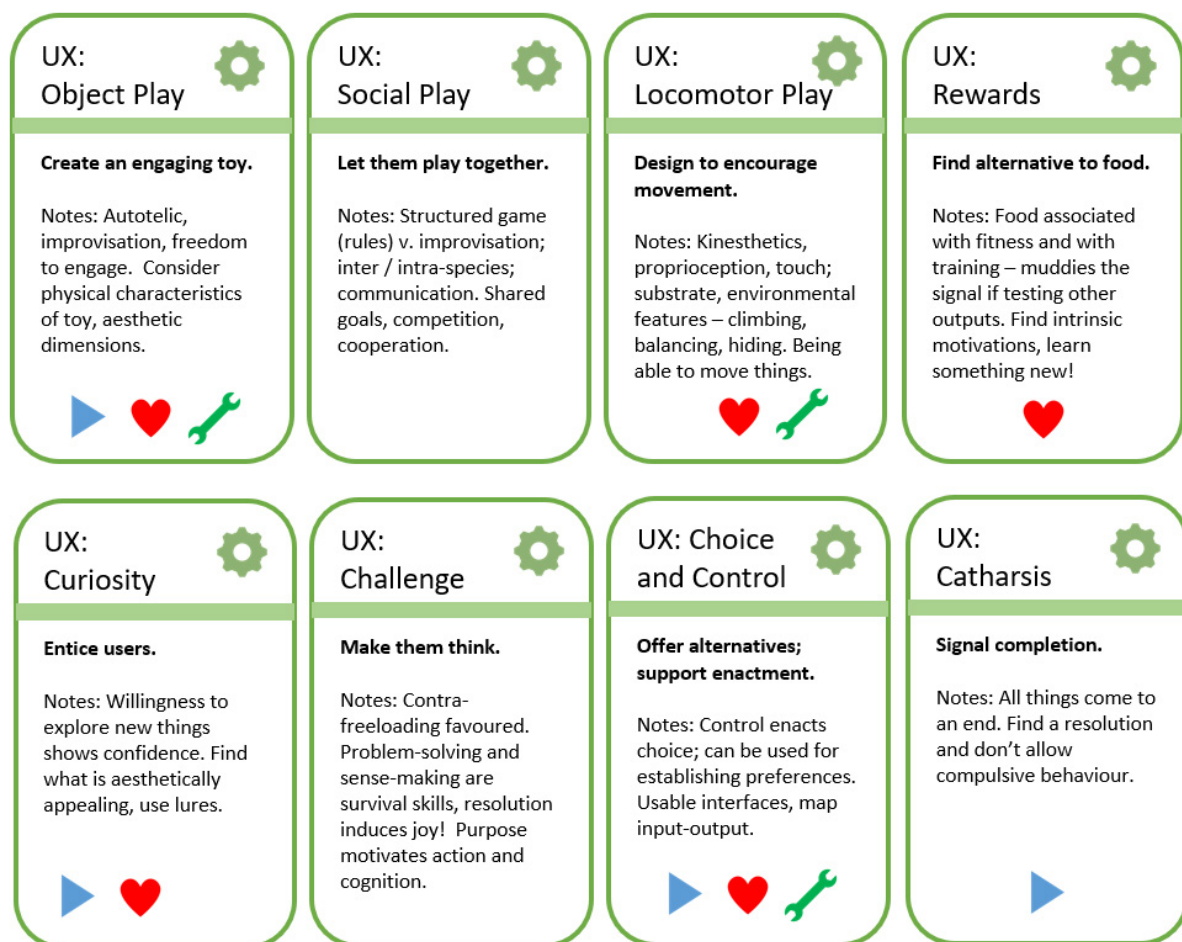 UX:
Object Play
Create an engaging toy.
Notes: Autotelic,
improvisation, freedom
to engage.  Consider
physical characteristics
of toy, aesthetic
dimensions.
UX:
Social Play
Let them play together.
Notes: Structured game
(rules) v. improvisation;
inter / intra-species;
communication. Shared
goals, competition,
cooperation.
UX:
Locomotor Play
Design to encourage
movement.
Notes: Kinesthetics,
proprioception, touch;
substrate, environmental
features – climbing,
balancing, hiding. Being
able to move things.
UX:
Rewards
Find alternative to food.
Notes: Food associated
with fitness and with
training – muddies the
signal if testing other
outputs. Find intrinsic
motivations, learn
something new!
UX:
Curiosity
Entice users.
Notes: Willingness to
explore new things
shows confidence. Find
what is aesthetically
appealing, use lures.
UX:
Challenge
Make them think.
Notes: Contra-
freeloading favoured.
Problem-solving and
sense-making are
survival skills, resolution
induces joy!  Purpose
motivates action and
cognition.
UX: Choice
and Control
Offer alternatives;
support enactment.
Notes: Control enacts
choice; can be used for
establishing preferences.
Usable interfaces, map
input-output.
UX:
Catharsis
Signal completion.
Notes: All things come to
an end. Find a resolution
and don’t allow
compulsive behaviour.